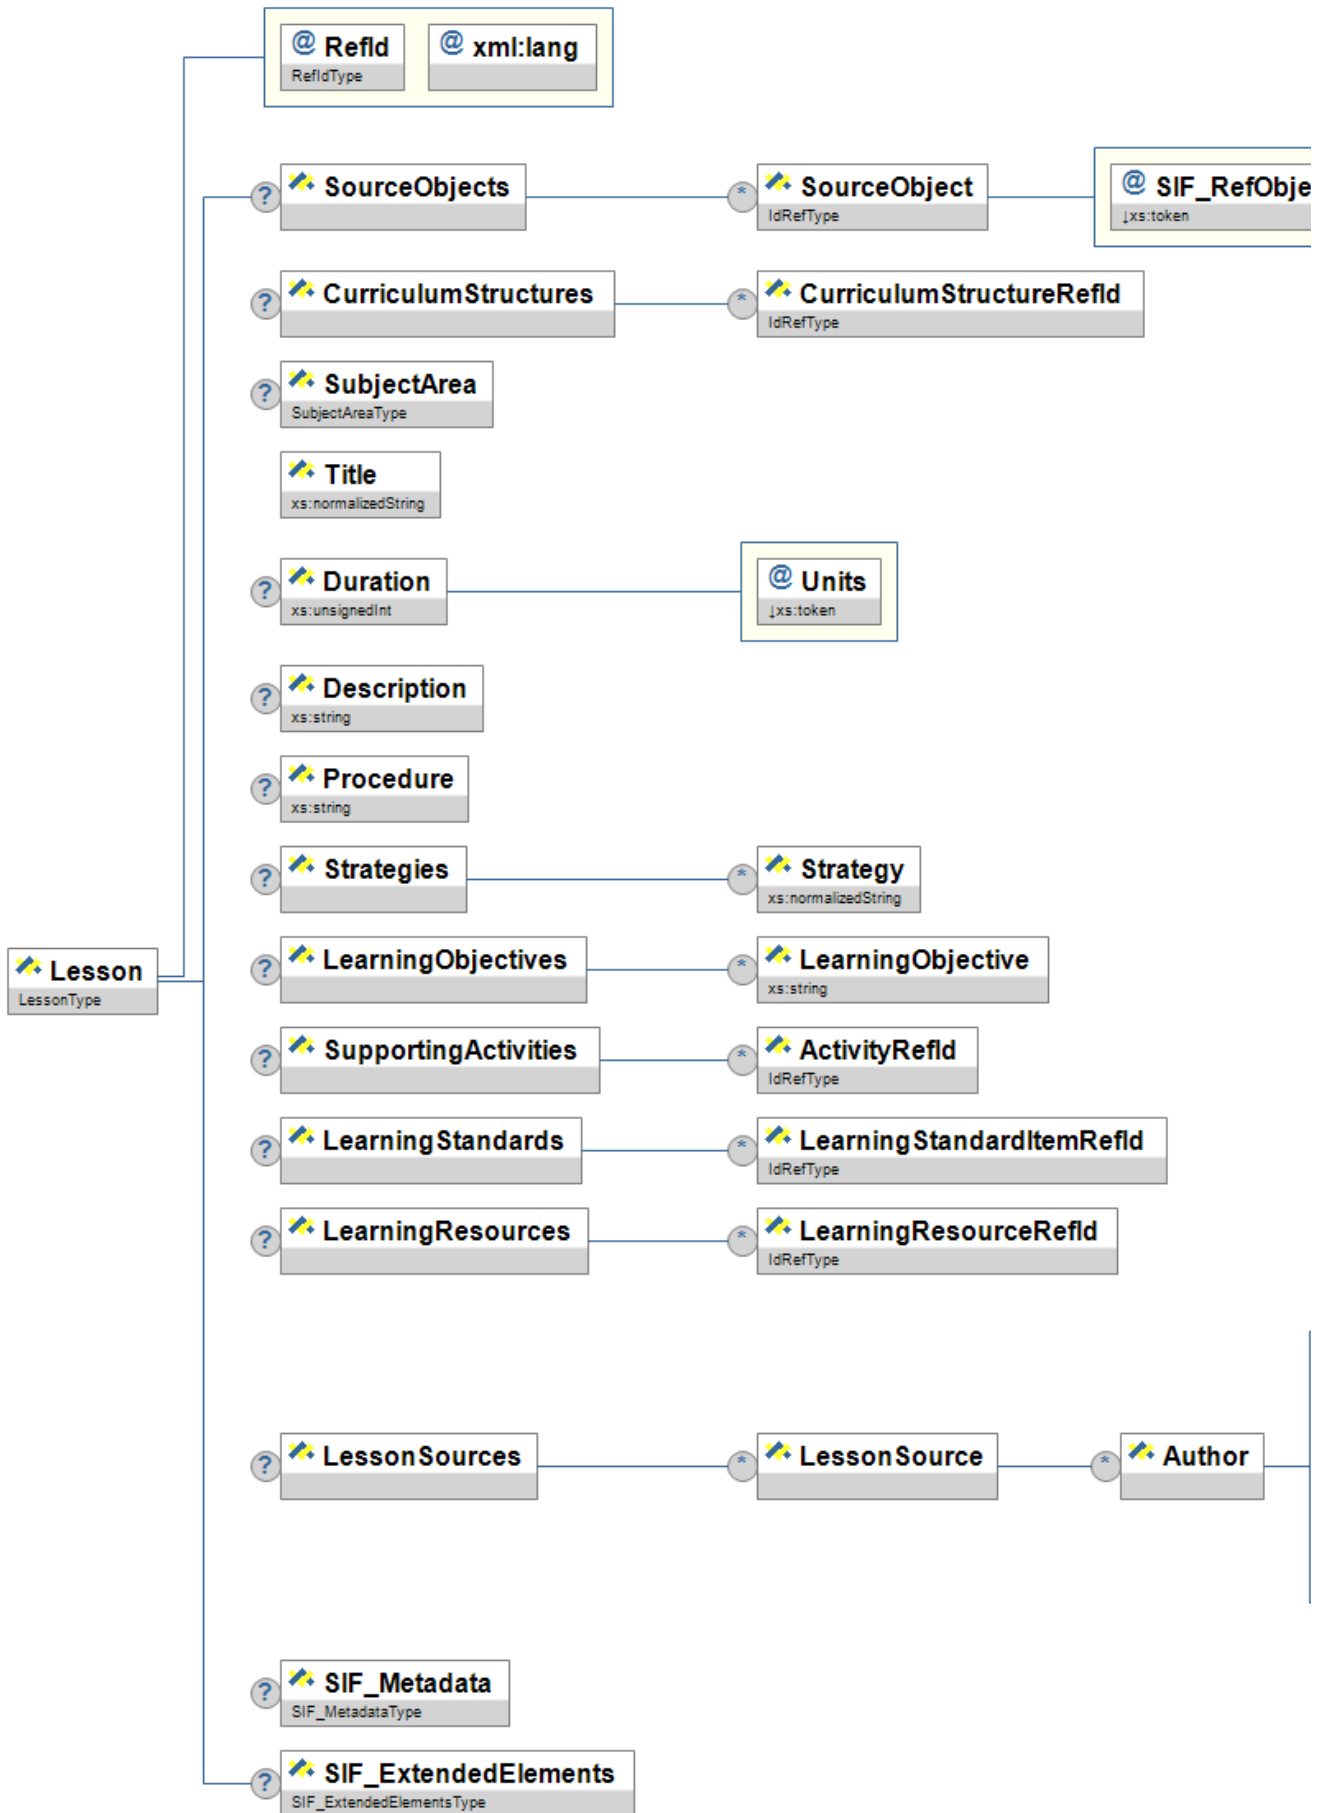 @ RefId
RefIdType
@ xml:lang
? SourceObjects
* SourceObject
IdRefType
@ SIF_RefObje
↓xs:token
? CurriculumStructures
* CurriculumStructureRefId
IdRefType
? SubjectArea
SubjectAreaType
Title
xs:normalizedString
? Duration
xs:unsignedInt
@ Units
↓xs:token
? Description
xs:string
? Procedure
xs:string
? Strategies
* Strategy
xs:normalizedString
Lesson
LessonType
? LearningObjectives
* LearningObjective
xs:string
? SupportingActivities
* ActivityRefId
IdRefType
? LearningStandards
* LearningStandardItemRefId
IdRefType
? LearningResources
* LearningResourceRefId
IdRefType
? LessonSources
* LessonSource
* Author
? SIF_Metadata
SIF_MetadataType
? SIF_ExtendedElements
SIF_ExtendedElementsType